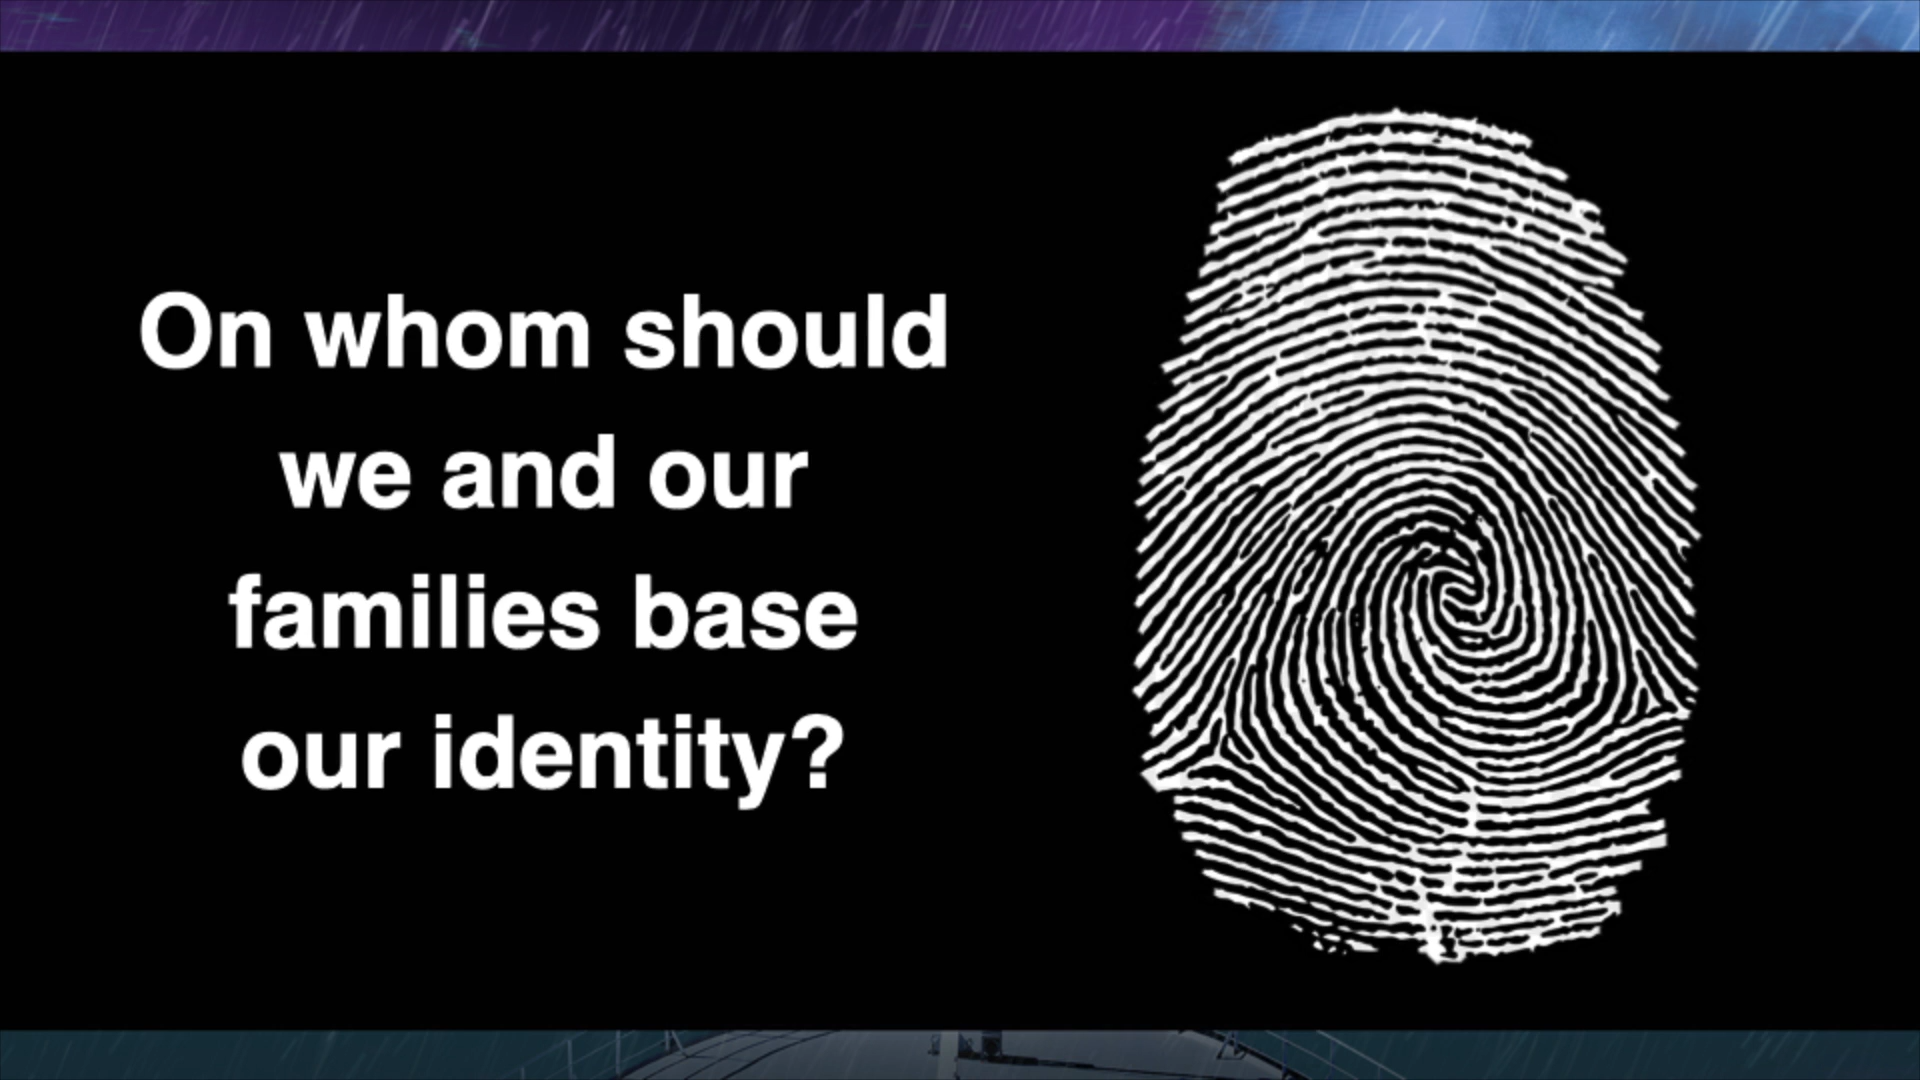 On whom should
we and our
families base
our identity?